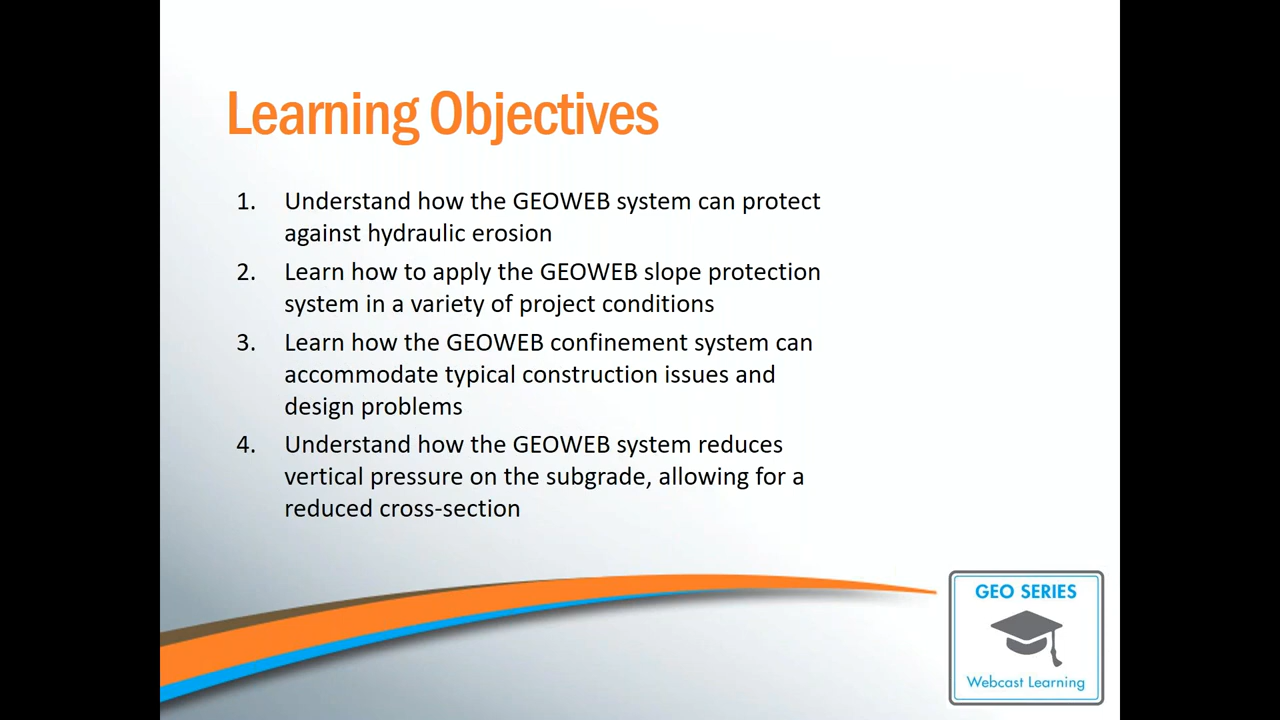 Learning Objectives
1. Understand how the GEOWEB system can protect
against hydraulic erosion
2. Learn how to apply the GEOWEB slope protection
system in a variety of project conditions
3. Learn how the GEOWEB confinement system can
accommodate typical construction issues and
design problems
4. Understand how the GEOWEB system reduces
vertical pressure on the subgrade, allowing for a
reduced cross-section
GEO SERIES
Webcast Learning